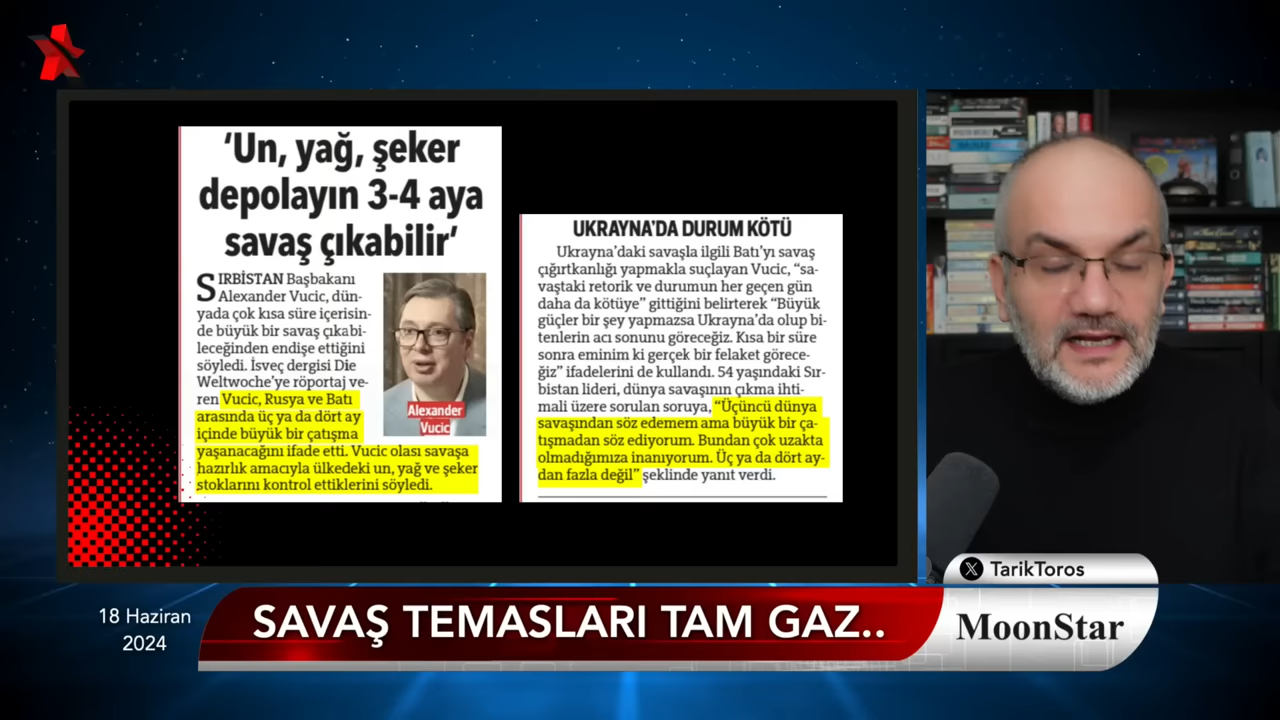 ‘Un, yağ, şeker
depolayın 3-4 aya
savaş çıkabilir’
SIRBİSTAN Başbakanı
Alexander Vucic, dün-
yada çok kısa süre içerisin-
de büyük bir savaş çıkabi-
leceğinden endişe ettiğini
söyledi. İsveç dergisi Die
Weltwoche’ye röportaj ve-
ren Vucic, Rusya ve Batı
arasında üç ya da dört ay
içinde büyük bir çatışma
yaşanacağını ifade etti. Vucic olası savaşa
hazırlık amacıyla ülkedeki un, yağ ve şeker
stoklarını kontrol ettiklerini söyledi.
Alexander
Vucic
UKRAYNA’DA DURUM KÖTÜ
Ukrayna’daki savaşla ilgili Batı’yı savaş
çığırtkanlığı yapmakla suçlayan Vucic, “sa-
vaştaki retorik ve durumun her geçen gün
daha da kötüye” gittiğini belirterek “Büyük
güçler bir şey yapmazsa Ukrayna’da olup bi-
tenlerin acı sonunu göreceğiz. Kısa bir süre
sonra eminim ki gerçek bir felaket görece-
ğiz” ifadelerini de kullandı. 54 yaşındaki Sır-
bistan lideri, dünya savaşının çıkma ihti-
mali üzere sorulan soruya, “Üçüncü dünya
savaşından söz edemem ama büyük bir ça-
tışmadan söz ediyorum. Bundan çok uzakta
olmadığımıza inanıyorum. Üç ya da dört ay-
dan fazla değil” şeklinde yanıt verdi.
X TarikToros
18 Haziran
2024
SAVAŞ TEMASLARI TAM GAZ..
MoonStar